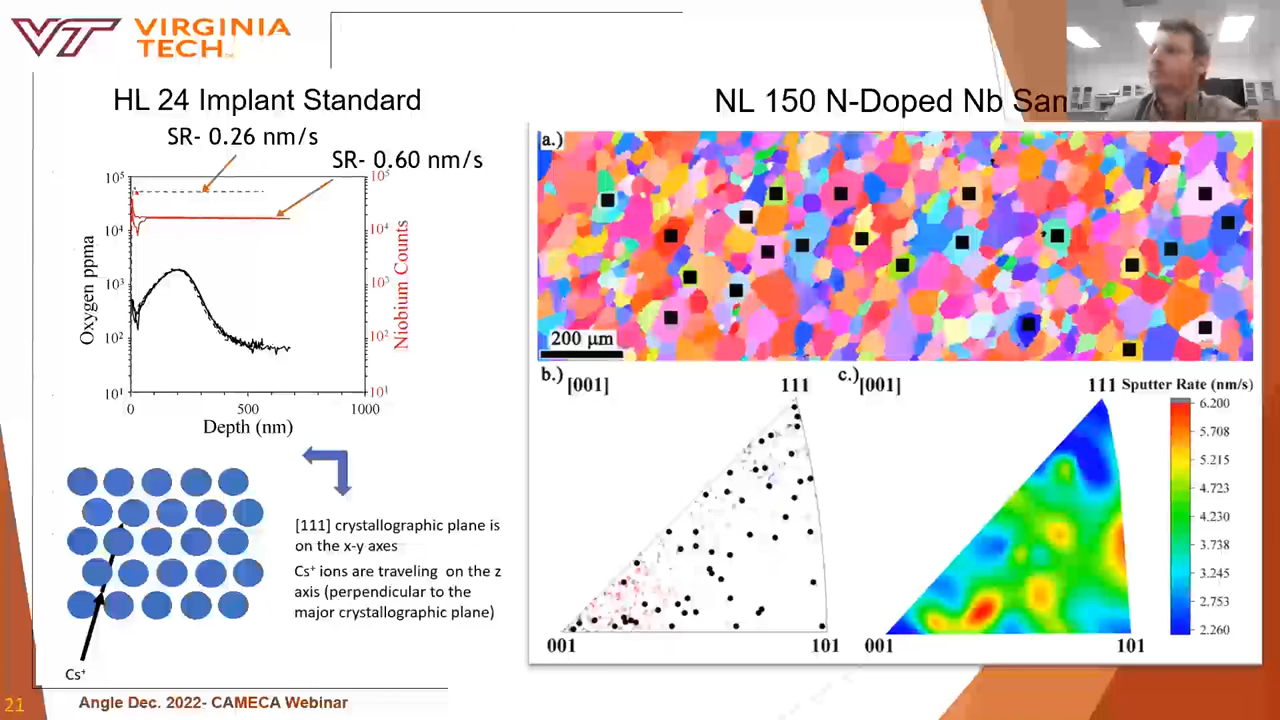 VIRGINIA
TECH
HL 24 Implant Standard
SR- 0.26 nm/s
SR- 0.60 nm/s
10⁵
10⁴
10³
10²
10¹
Oxygen ppma
10⁵
10⁴
10³
10²
10¹
Niobium Counts
0
500
1000
Depth (nm)
[111] crystallographic plane is
on the x-y axes
Cs⁺ ions are traveling on the z
axis (perpendicular to the
major crystallographic plane)
Cs⁺
NL 150 N-Doped Nb
a.)
200 µm
b.)
[001]
111
001
101
c.)
[001]
111
001
101
Sputter Rate (nm/s)
6.200
5.708
5.215
4.723
4.230
3.738
3.245
2.753
2.260
21
Angle Dec. 2022- CAMECA Webinar